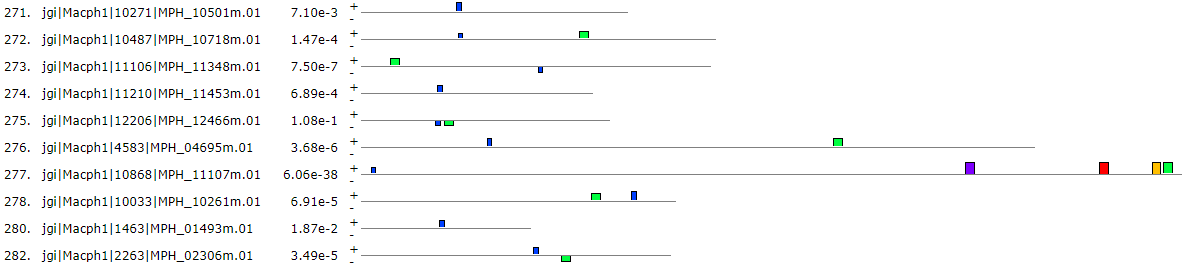 271. jgi|Macph1|10271|MPH_10501m.01 7.10e-3 + -
272. jgi|Macph1|10487|MPH_10718m.01 1.47e-4 + -
273. jgi|Macph1|11106|MPH_11348m.01 7.50e-7 + -
274. jgi|Macph1|11210|MPH_11453m.01 6.89e-4 + -
275. jgi|Macph1|12206|MPH_12466m.01 1.08e-1 + -
276. jgi|Macph1|4583|MPH_04695m.01 3.68e-6 + -
277. jgi|Macph1|10868|MPH_11107m.01 6.06e-38 + -
278. jgi|Macph1|10033|MPH_10261m.01 6.91e-5 + -
280. jgi|Macph1|1463|MPH_01493m.01 1.87e-2 + -
282. jgi|Macph1|2263|MPH_02306m.01 3.49e-5 + -